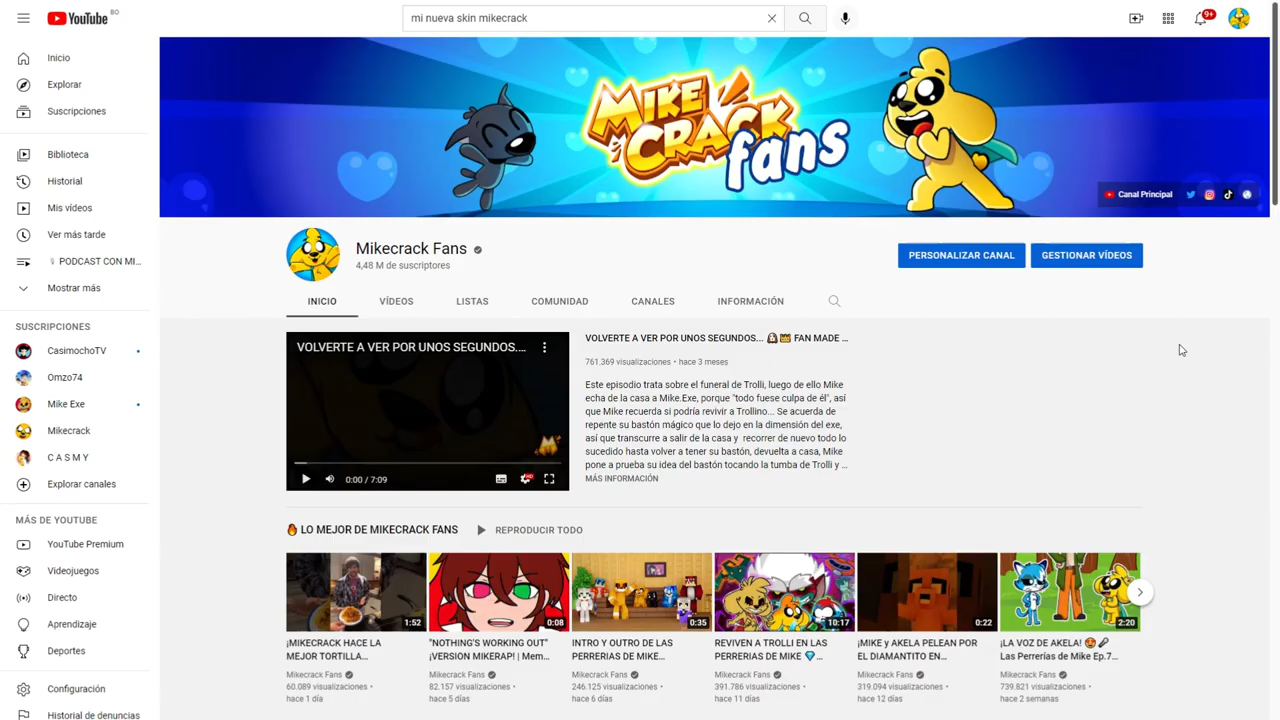 YouTube BO
mi nueva skin mikecrack
9+
Inicio
Explorar
Suscripciones
Biblioteca
Historial
Mis vídeos
Ver más tarde
PODCAST CON MI...
Mostrar más
SUSCRIPCIONES
CasimochoTV
Omzo74
Mike Exe
Mikecrack
C A S M Y
Explorar canales
MÁS DE YOUTUBE
YouTube Premium
Videojuegos
Directo
Aprendizaje
Deportes
Configuración
Historial de denuncias
MIKE
CRACK
fans
Canal Principal
Mikecrack Fans
4,48 M de suscriptores
PERSONALIZAR CANAL
GESTIONAR VÍDEOS
INICIO
VÍDEOS
LISTAS
COMUNIDAD
CANALES
INFORMACIÓN
VOLVERTE A VER POR UNOS SEGUNDOS....
0:00 / 7:09
VOLVERTE A VER POR UNOS SEGUNDOS... FAN MADE ...
761.369 visualizaciones • hace 3 meses
Este episodio trata sobre el funeral de Trolli, luego de ello Mike
echa de la casa a Mike.Exe, porque "todo fuese culpa de él", así
que Mike recuerda si podría revivir a Trollino... Se acuerda de
repente su bastón mágico que lo dejo en la dimensión del exe,
así que transcurre a salir de la casa y recorrer de nuevo todo lo
sucedido hasta volver a tener su bastón, devuelta a casa, Mike
pone a prueba su idea del bastón tocando la tumba de Trolli y ...
MÁS INFORMACIÓN
LO MEJOR DE MIKECRACK FANS
REPRODUCIR TODO
1:52
0:08
0:35
10:17
0:22
2:20
¡MIKECRACK HACE LA
MEJOR TORTILLA...
Mikecrack Fans
60.089 visualizaciones •
hace 1 día
"NOTHING'S WORKING OUT"
¡VERSION MIKERAP! | Mem...
Mikecrack Fans
82.157 visualizaciones •
hace 5 días
INTRO Y OUTRO DE LAS
PERRERIAS DE MIKE...
Mikecrack Fans
246.125 visualizaciones •
hace 6 días
REVIVEN A TROLLI EN LAS
PERRERIAS DE MIKE ...
Mikecrack Fans
391.786 visualizaciones •
hace 11 días
¡MIKE y AKELA PELEAN POR
EL DIAMANTITO EN...
Mikecrack Fans
319.094 visualizaciones •
hace 12 días
¡LA VOZ DE AKELA!
Las Perrerías de Mike Ep.7...
Mikecrack Fans
739.821 visualizaciones •
hace 2 semanas